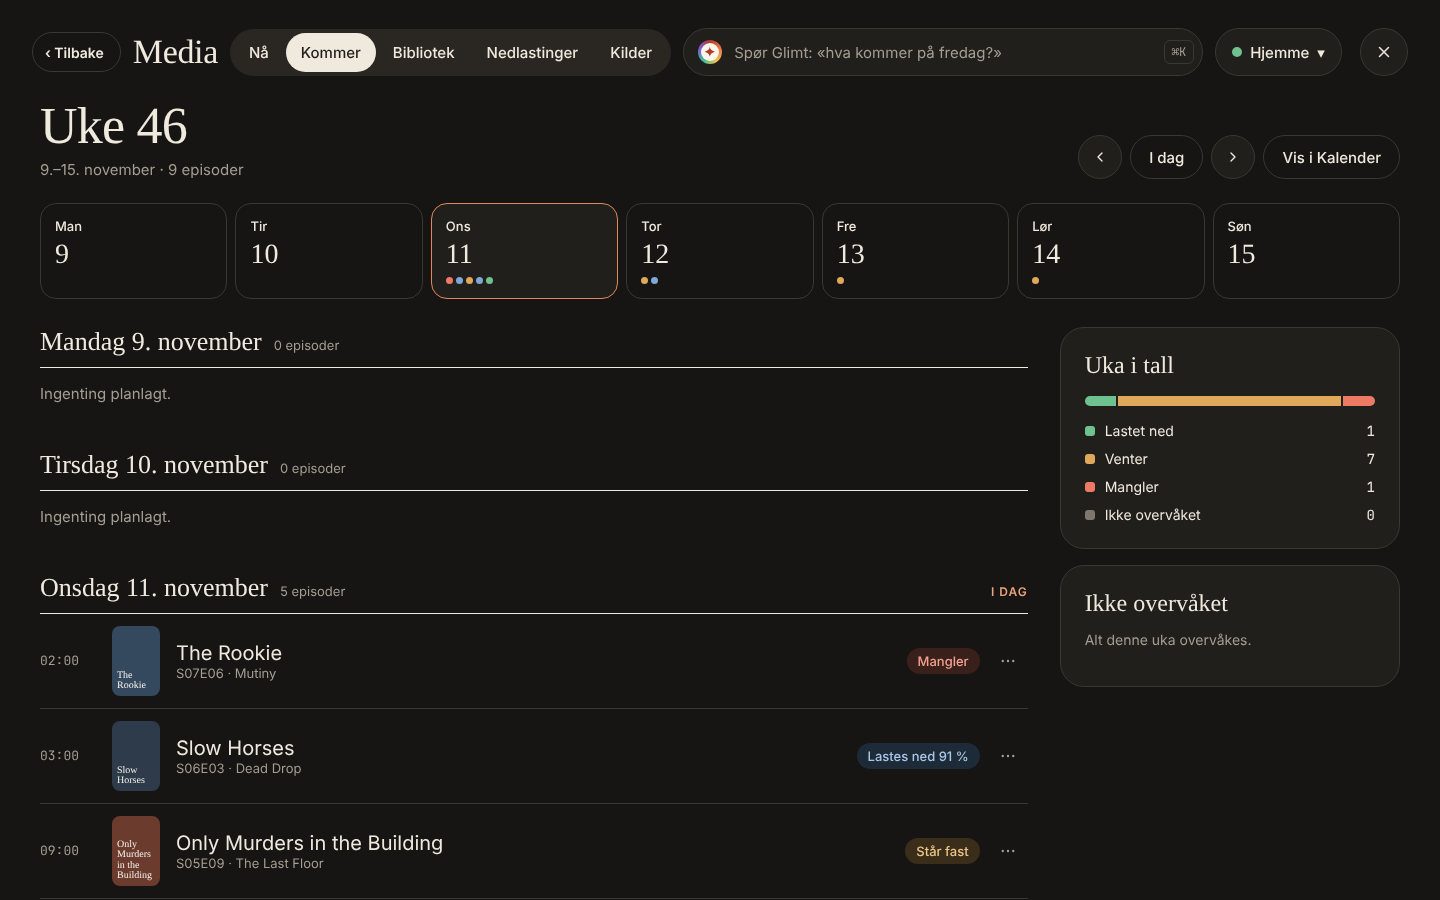 ‹ Tilbake
Media
Nå
Kommer
Bibliotek
Nedlastinger
Kilder
Spør Glimt: «hva kommer på fredag?»
⌘K
Hjemme ▾
Uke 46
9.–15. november · 9 episoder
I dag
Vis i Kalender
Man
9
Tir
10
Ons
11
Tor
12
Fre
13
Lør
14
Søn
15
Mandag 9. november 0 episoder
Ingenting planlagt.
Tirsdag 10. november 0 episoder
Ingenting planlagt.
Onsdag 11. november 5 episoder I DAG
02:00
The
Rookie
The Rookie
S07E06 · Mutiny
Mangler
03:00
Slow
Horses
Slow Horses
S06E03 · Dead Drop
Lastes ned 91 %
09:00
Only
Murders
in the
Building
Only Murders in the Building
S05E09 · The Last Floor
Står fast
Uka i tall
Lastet ned 1
Venter 7
Mangler 1
Ikke overvåket 0
Ikke overvåket
Alt denne uka overvåkes.